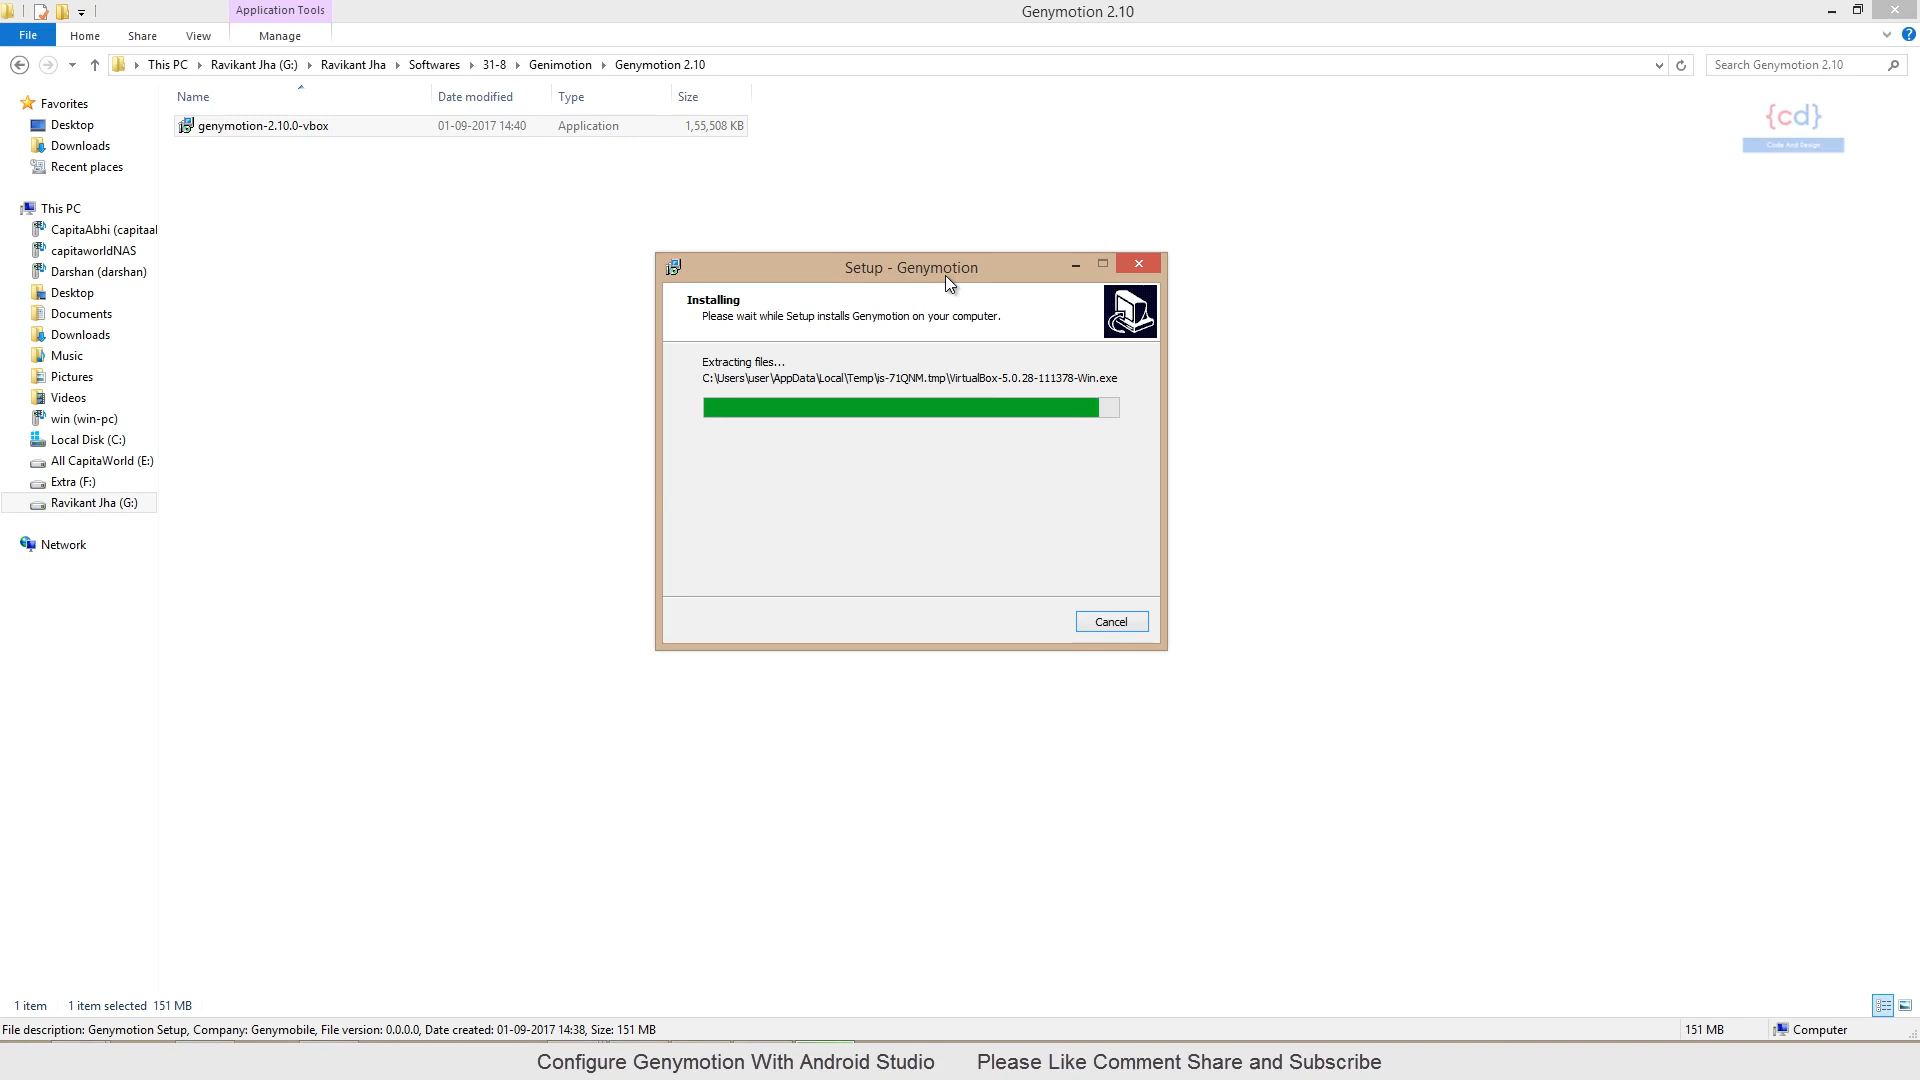 Application Tools
Genymotion 2.10
File Home Share View Manage
This PC Ravikant Jha (G:) Ravikant Jha Softwares 31-8 Genimotion Genymotion 2.10
Search Genymotion 2.10
Name Date modified Type Size
genymotion-2.10.0-vbox 01-09-2017 14:40 Application 1,55,508 KB
{cd}
Code And Design
Favorites
Desktop
Downloads
Recent places
This PC
CapitaAbhi (capitaal
capitaworldNAS
Darshan (darshan)
Desktop
Documents
Downloads
Music
Pictures
Videos
win (win-pc)
Local Disk (C:)
All CapitaWorld (E:)
Extra (F:)
Ravikant Jha (G:)
Network
Setup - Genymotion
Installing
Please wait while Setup installs Genymotion on your computer.
Extracting files...
C:\Users\user\AppData\Local\Temp\is-71QNM.tmp\VirtualBox-5.0.28-111378-Win.exe
Cancel
1 item 1 item selected 151 MB
File description: Genymotion Setup, Company: Genymobile, File version: 0.0.0.0, Date created: 01-09-2017 14:38, Size: 151 MB
151 MB Computer
Configure Genymotion With Android Studio Please Like Comment Share and Subscribe